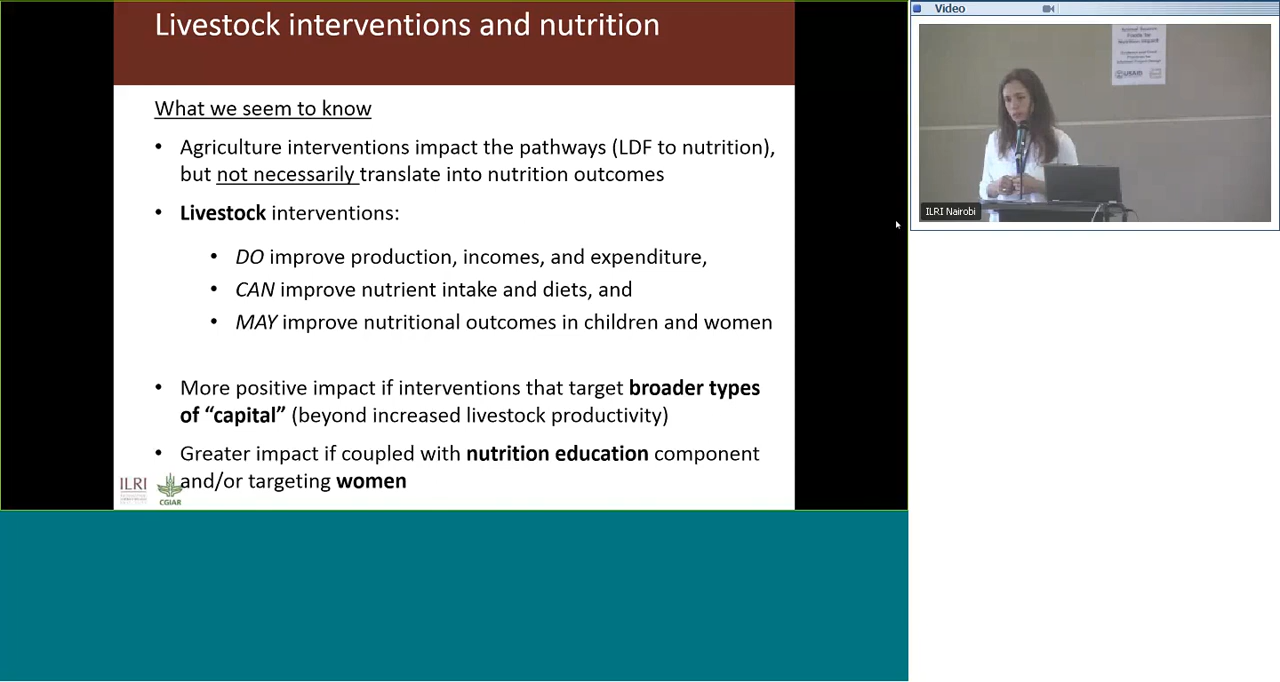 Livestock interventions and nutrition
What we seem to know
• Agriculture interventions impact the pathways (LDF to nutrition),
but not necessarily translate into nutrition outcomes
• Livestock interventions:
• DO improve production, incomes, and expenditure,
• CAN improve nutrient intake and diets, and
• MAY improve nutritional outcomes in children and women
• More positive impact if interventions that target broader types
of “capital” (beyond increased livestock productivity)
• Greater impact if coupled with nutrition education component
and/or targeting women
ILRI
CGIAR
Video
USAID
ILRI Nairobi